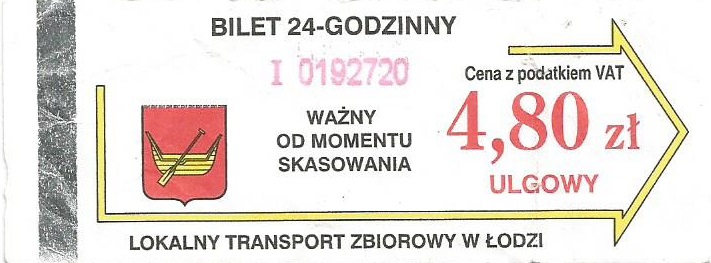 BILET 24-GODZINNY
I 0192720
Cena z podatkiem VAT
WAŻNY
OD MOMENTU
SKASOWANIA
4,80 zł
ULGOWY
LOKALNY TRANSPORT ZBIOROWY W ŁODZI